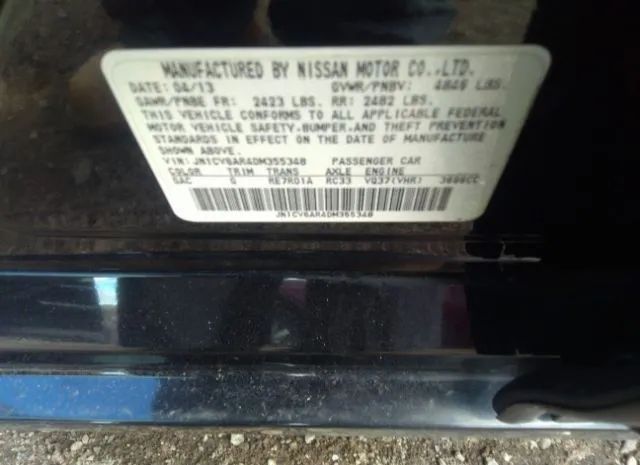 MANUFACTURED BY NISSAN MOTOR CO.,LTD.
DATE: 04/13 GVWR/PNBV: 4846 LBS.
GAWR/PNBE FR: 2423 LBS. RR: 2482 LBS.
THIS VEHICLE CONFORMS TO ALL APPLICABLE FEDERAL
MOTOR VEHICLE SAFETY,BUMPER,AND THEFT PREVENTION
STANDARDS IN EFFECT ON THE DATE OF MANUFACTURE
SHOWN ABOVE.
VIN: JN1CV6AR4DM355348 PASSENGER CAR
COLOR TRIM TRANS AXLE ENGINE
GAC G RE7R01A RC33 VQ37(VHR) 3696CC
JN1CV6AR4DM355348